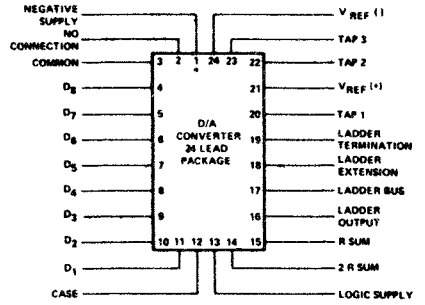 NEGATIVE
SUPPLY
NO
CONNECTION
COMMON
D8
D7
D6
D5
D4
D3
D2
D1
CASE
3
2
1
24
23
22
4
5
6
7
8
9
10
11
12
13
14
15
21
20
19
18
17
16
D/A
CONVERTER
24 LEAD
PACKAGE
V REF (-)
TAP 3
TAP 2
V REF (+)
TAP 1
LADDER
TERMINATION
LADDER
EXTENSION
LADDER BUS
LADDER
OUTPUT
R SUM
2 R SUM
LOGIC SUPPLY